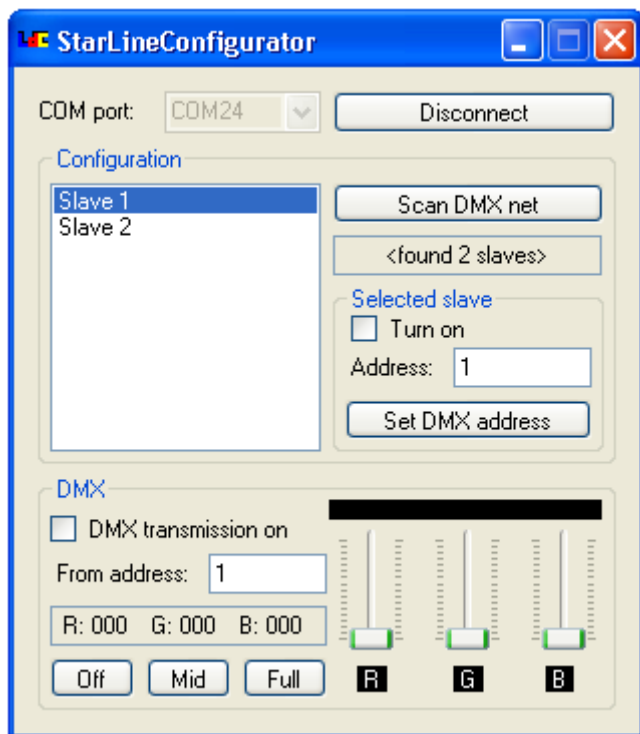 LDC StarLineConfigurator
COM port: COM24 Disconnect
Configuration
Slave 1
Slave 2
Scan DMX net
<found 2 slaves>
Selected slave
Turn on
Address: 1
Set DMX address
DMX
DMX transmission on
From address: 1
R: 000 G: 000 B: 000
Off Mid Full
R G B